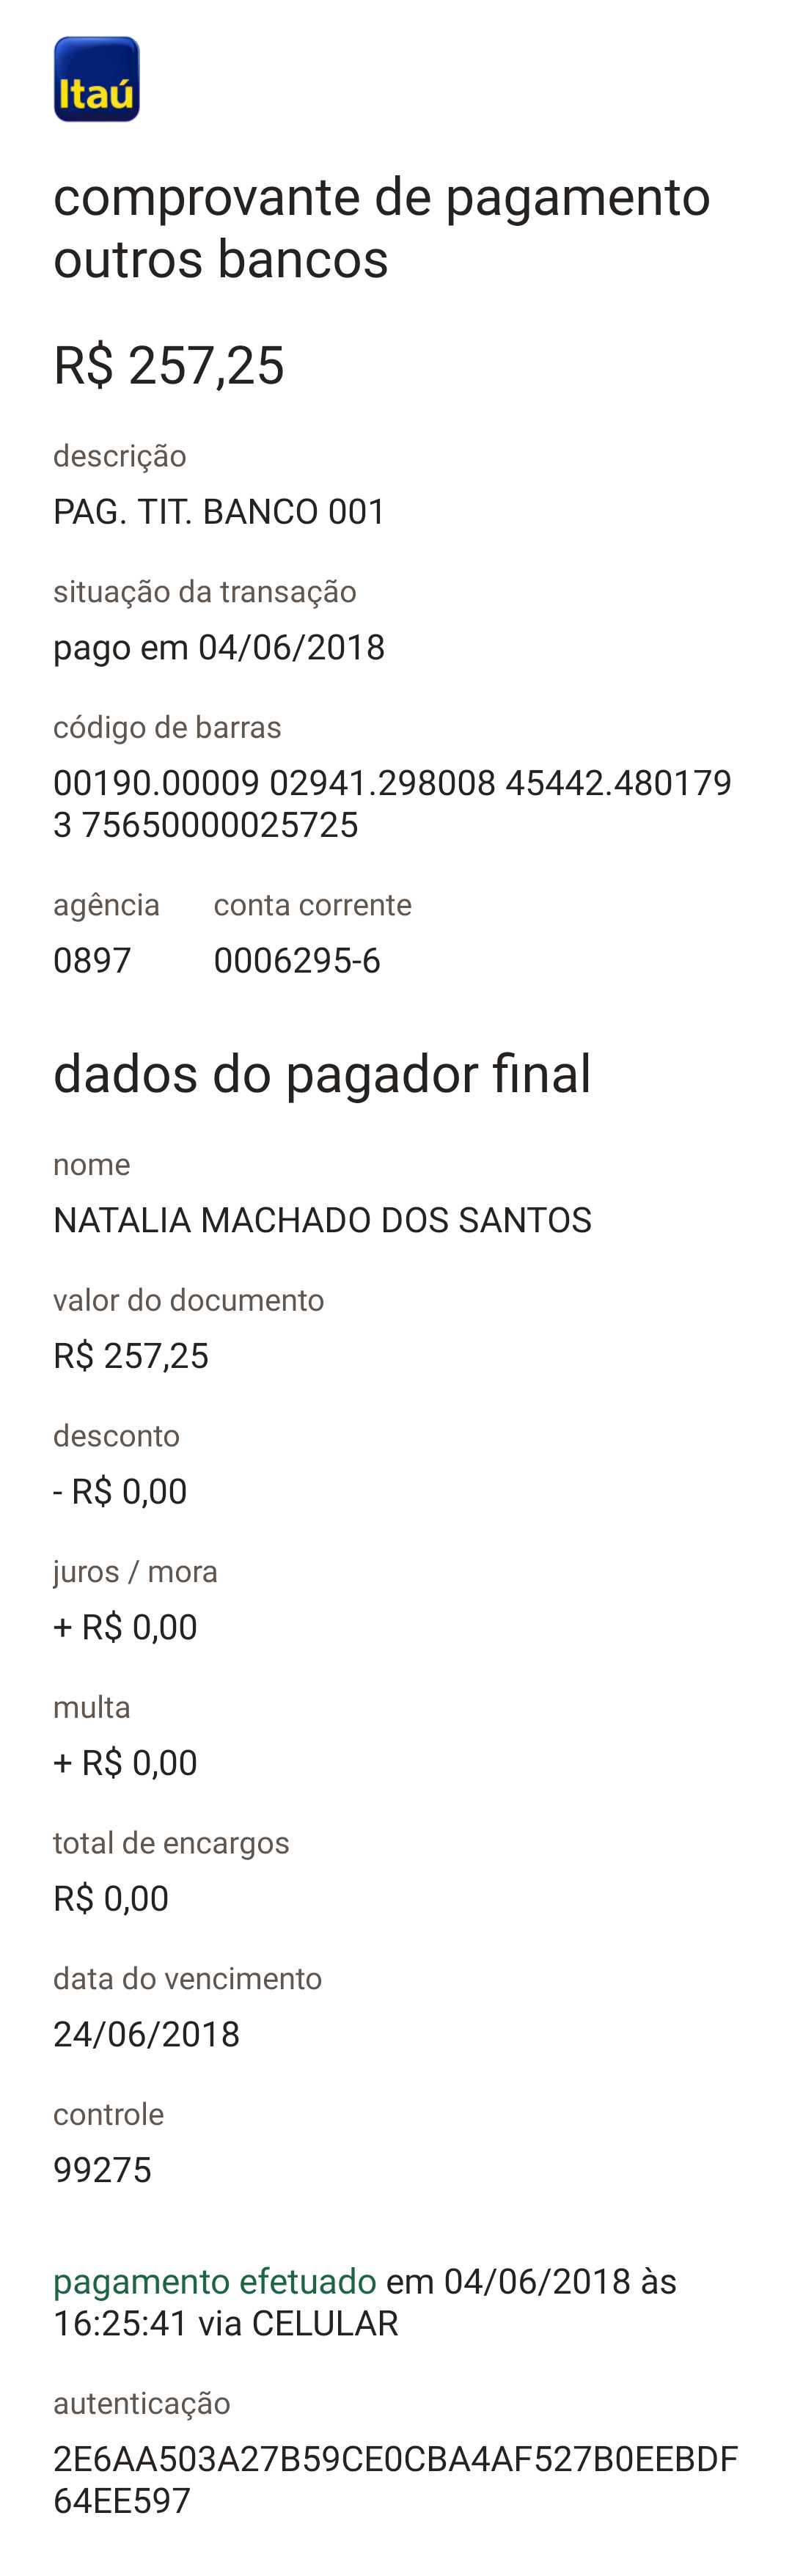 Itaú
comprovante de pagamento
outros bancos
R$ 257,25
descrição
PAG. TIT. BANCO 001
situação da transação
pago em 04/06/2018
código de barras
00190.00009 02941.298008 45442.480179
3 75650000025725
agência conta corrente
0897 0006295-6
dados do pagador final
nome
NATALIA MACHADO DOS SANTOS
valor do documento
R$ 257,25
desconto
- R$ 0,00
juros / mora
+ R$ 0,00
multa
+ R$ 0,00
total de encargos
R$ 0,00
data do vencimento
24/06/2018
controle
99275
pagamento efetuado em 04/06/2018 às
16:25:41 via CELULAR
autenticação
2E6AA503A27B59CE0CBA4AF527B0EEBDF
64EE597